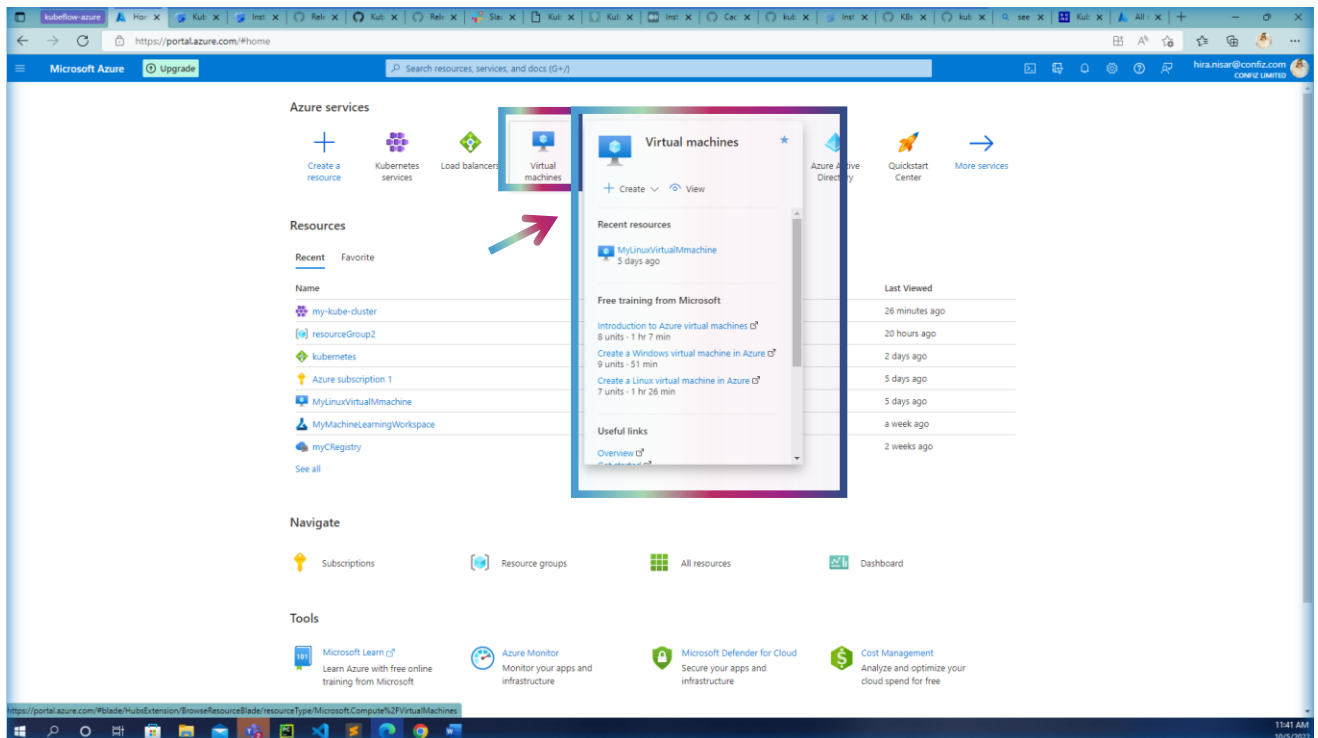 kubeflow-azure
https://portal.azure.com/#home
Microsoft Azure
Upgrade
Search resources, services, and docs (G+/)
hira.nisar@confiz.com
CONFIZ LIMITED
Azure services
Create a
resource
Kubernetes
services
Load balancers
Virtual
machines
Virtual machines
Create
View
Azure Active
Directory
Quickstart
Center
More services
Recent resources
MyLinuxVirtualMmachine
5 days ago
Free training from Microsoft
Introduction to Azure virtual machines
8 units · 1 hr 7 min
Create a Windows virtual machine in Azure
9 units · 51 min
Create a Linux virtual machine in Azure
7 units · 1 hr 26 min
Useful links
Overview
Resources
Recent Favorite
Name Last Viewed
my-kube-cluster 26 minutes ago
resourceGroup2 20 hours ago
kubernetes 2 days ago
Azure subscription 1 5 days ago
MyLinuxVirtualMmachine 5 days ago
MyMachineLearningWorkspace a week ago
myCRegistry 2 weeks ago
See all
Navigate
Subscriptions
Resource groups
All resources
Dashboard
Tools
Microsoft Learn
Learn Azure with free online
training from Microsoft
Azure Monitor
Monitor your apps and
infrastructure
Microsoft Defender for Cloud
Secure your apps and
infrastructure
Cost Management
Analyze and optimize your
cloud spend for free
https://portal.azure.com/#blade/HubsExtension/BrowseResourceBlade/resourceType/Microsoft.Compute%2FVirtualMachines
11:41 AM